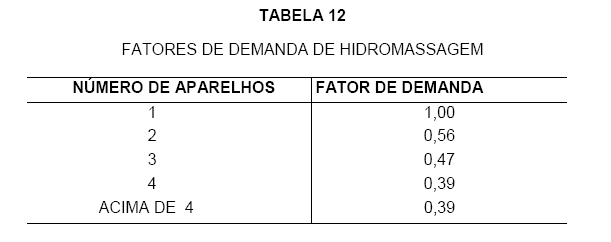 TABELA 12
FATORES DE DEMANDA DE HIDROMASSAGEM
NÚMERO DE APARELHOS FATOR DE DEMANDA
1 1,00
2 0,56
3 0,47
4 0,39
ACIMA DE 4 0,39